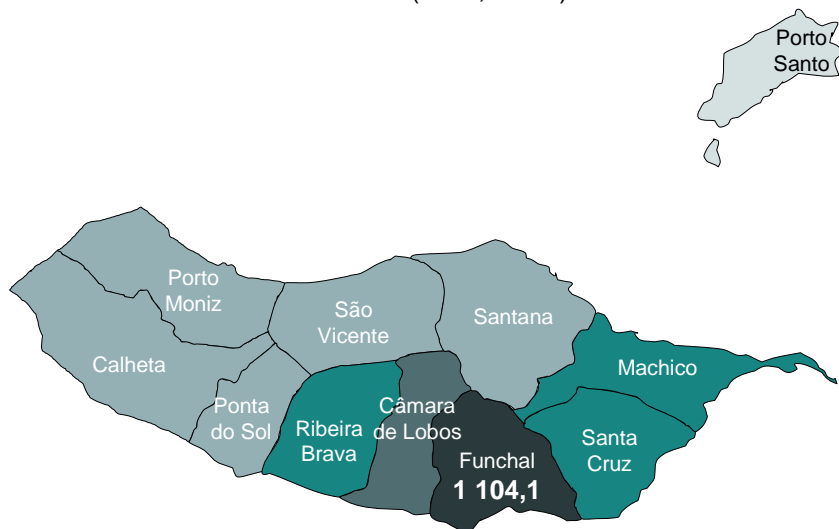 Porto
Santo
Porto
Moniz
São
Vicente
Santana
Calheta
Machico
Ponta
do Sol
Ribeira
Brava
Câmara
de Lobos
Santa
Cruz
Funchal
1 104,1